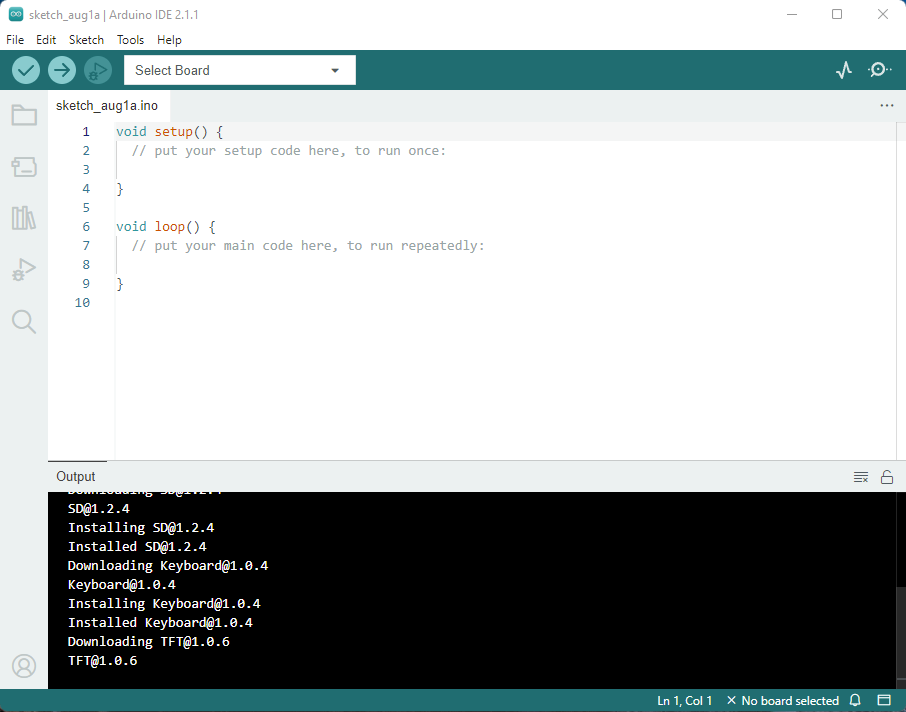 sketch_aug1a | Arduino IDE 2.1.1
File Edit Sketch Tools Help
Select Board
sketch_aug1a.ino
1 void setup() {
2 // put your setup code here, to run once:
3
4 }
5
6 void loop() {
7 // put your main code here, to run repeatedly:
8
9 }
10
Output
Downloading SD@1.2.4
SD@1.2.4
Installing SD@1.2.4
Installed SD@1.2.4
Downloading Keyboard@1.0.4
Keyboard@1.0.4
Installing Keyboard@1.0.4
Installed Keyboard@1.0.4
Downloading TFT@1.0.6
TFT@1.0.6
Ln 1, Col 1 × No board selected